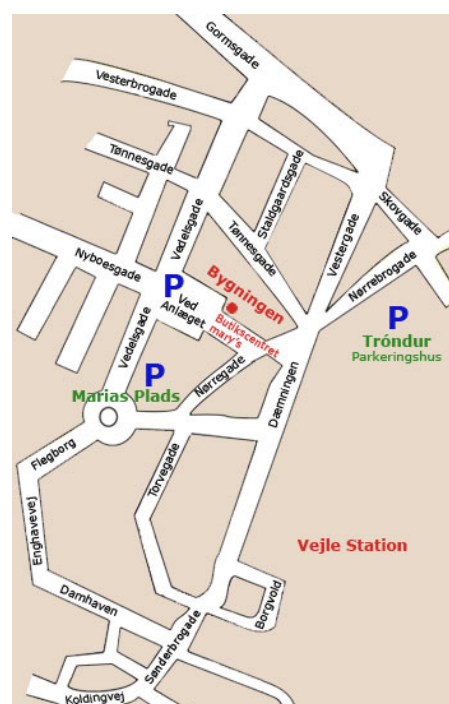 Gormsgade
Vesterbrogade
Tønnesgade
Staldgaardsgade
Skovgade
Vedelsgade
Tønnesgade
Vestergade
Nørrebrogade
Nyboesgade
Bygningen
P
Ved
Anlæget
Butikscentret
mary's
P
Tróndur
Parkeringshus
Vedelsgade
P
Marias Plads
Nørregade
Dæmningen
Flegborg
Torvegade
Enghavevej
Vejle Station
Damhaven
Borgvold
Sønderbrogade
Koldingvej